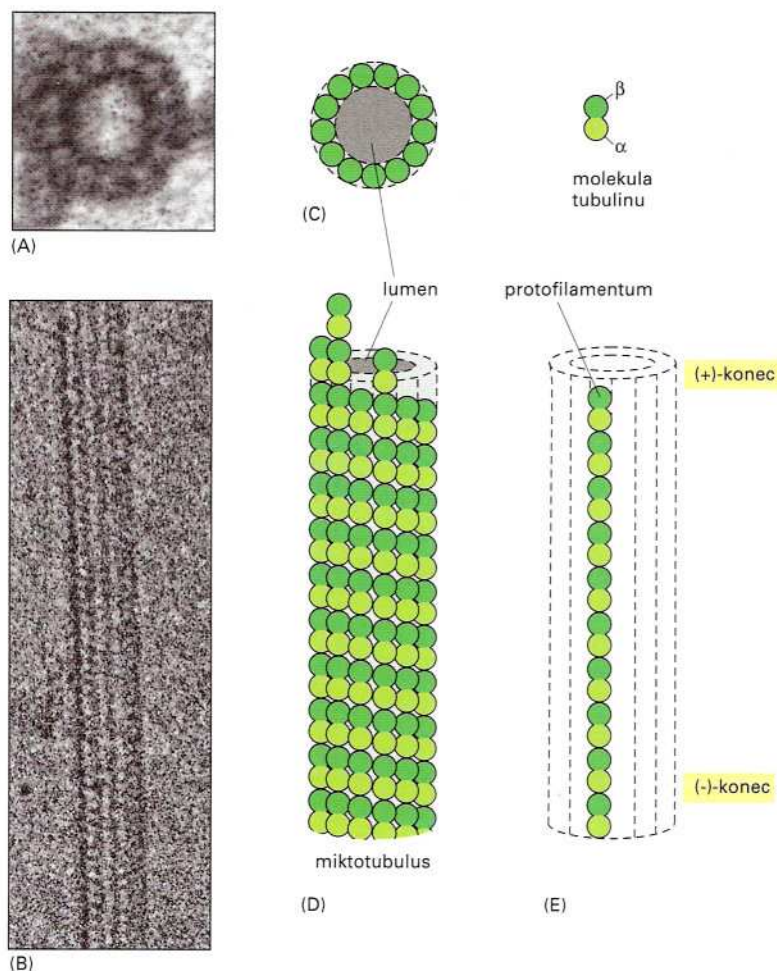 (A)
(C)
β
α
molekula
tubulinu
lumen
protofilamentum
(+)-konec
(-)-konec
miktotubulus
(B)
(D)
(E)